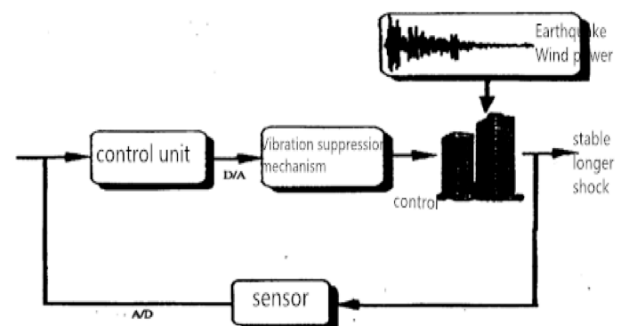 Earthquake
Wind power
control unit
D/A
Vibration suppression
mechanism
control
stable
longer
shock
sensor
A/D